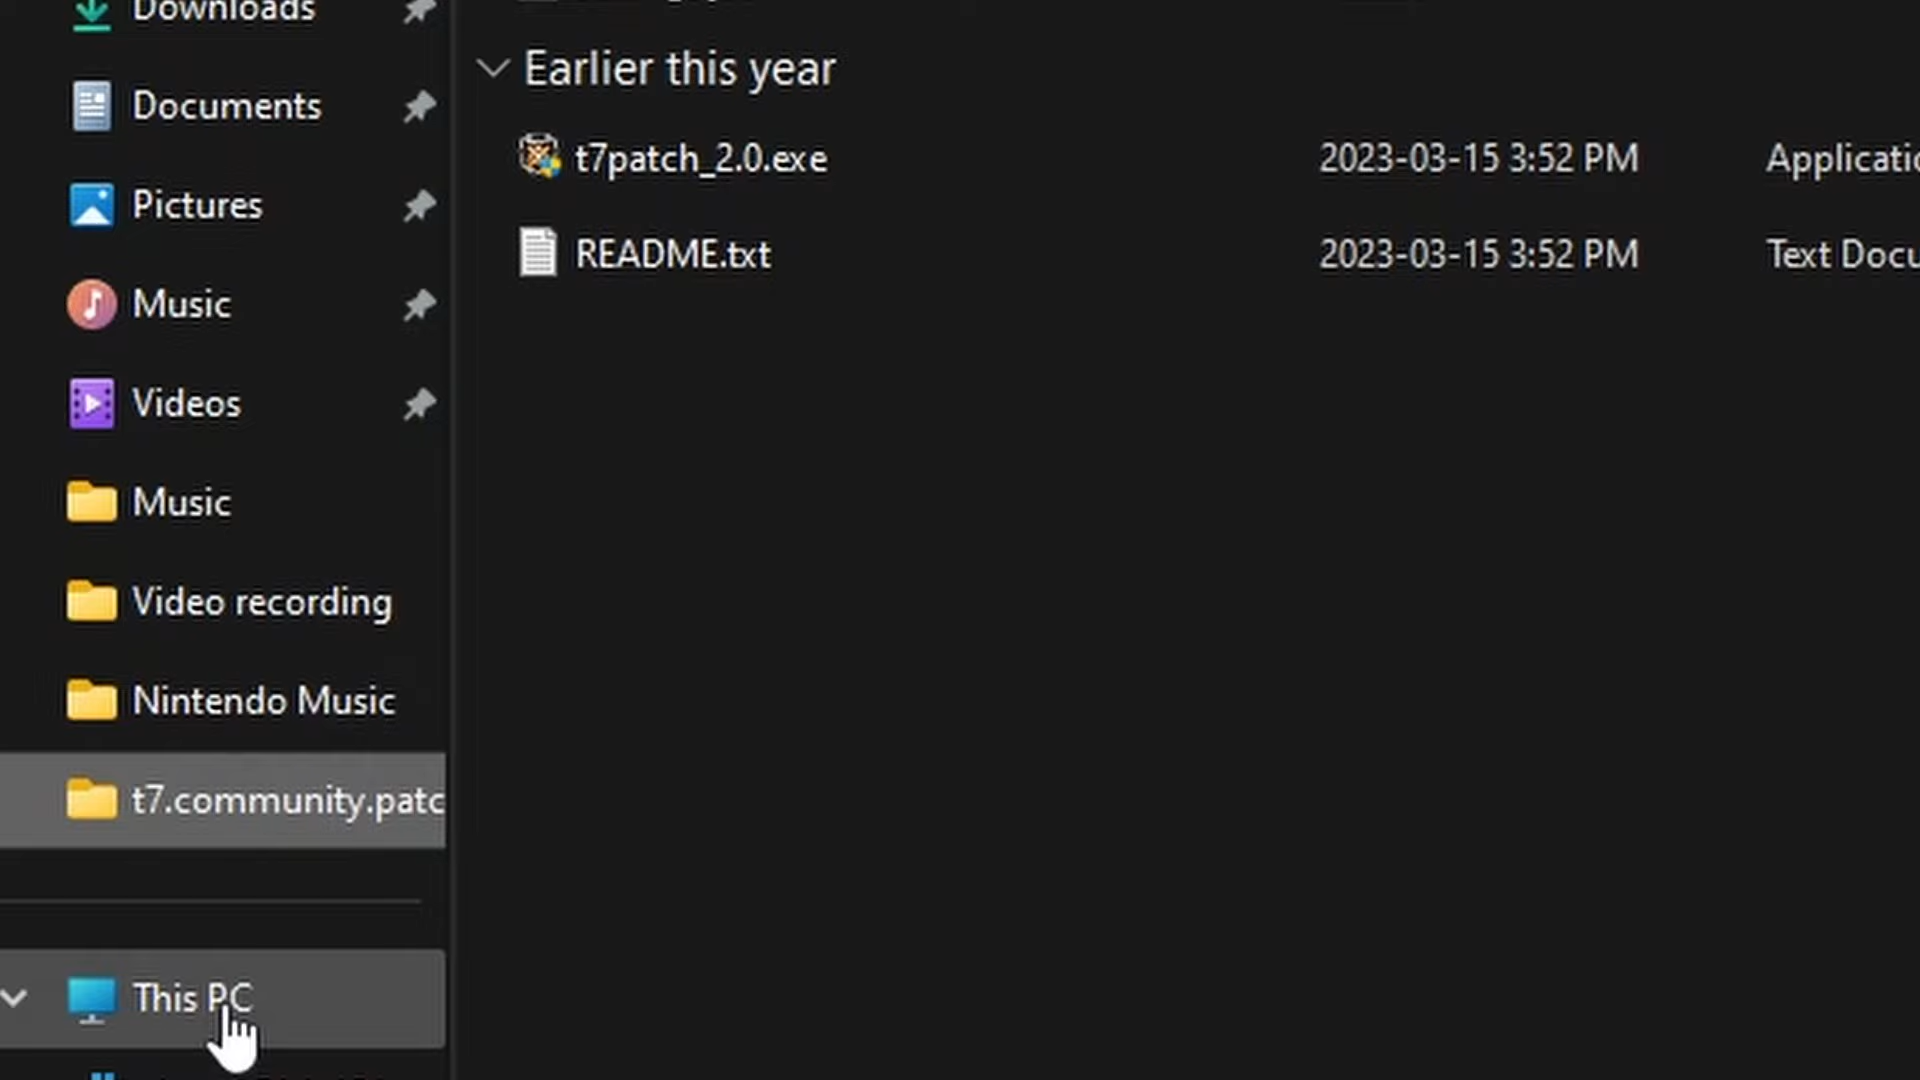 Downloads
Documents
Pictures
Music
Videos
Music
Video recording
Nintendo Music
t7.community.patc
This PC
Earlier this year
t7patch_2.0.exe 2023-03-15 3:52 PM Applicatio
README.txt 2023-03-15 3:52 PM Text Docu